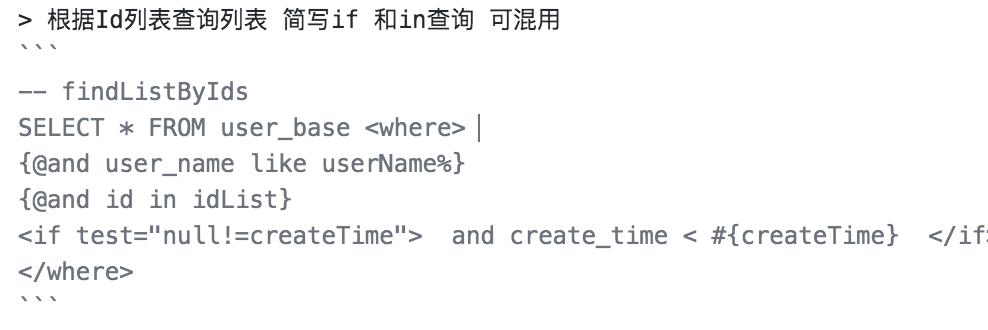 > 根据Id列表查询列表 简写if 和in查询 可混用
```
-- findListByIds
SELECT * FROM user_base <where>
{@and user_name like userName%}
{@and id in idList}
<if test="null!=createTime">  and create_time < #{createTime}  </if>
</where>
```